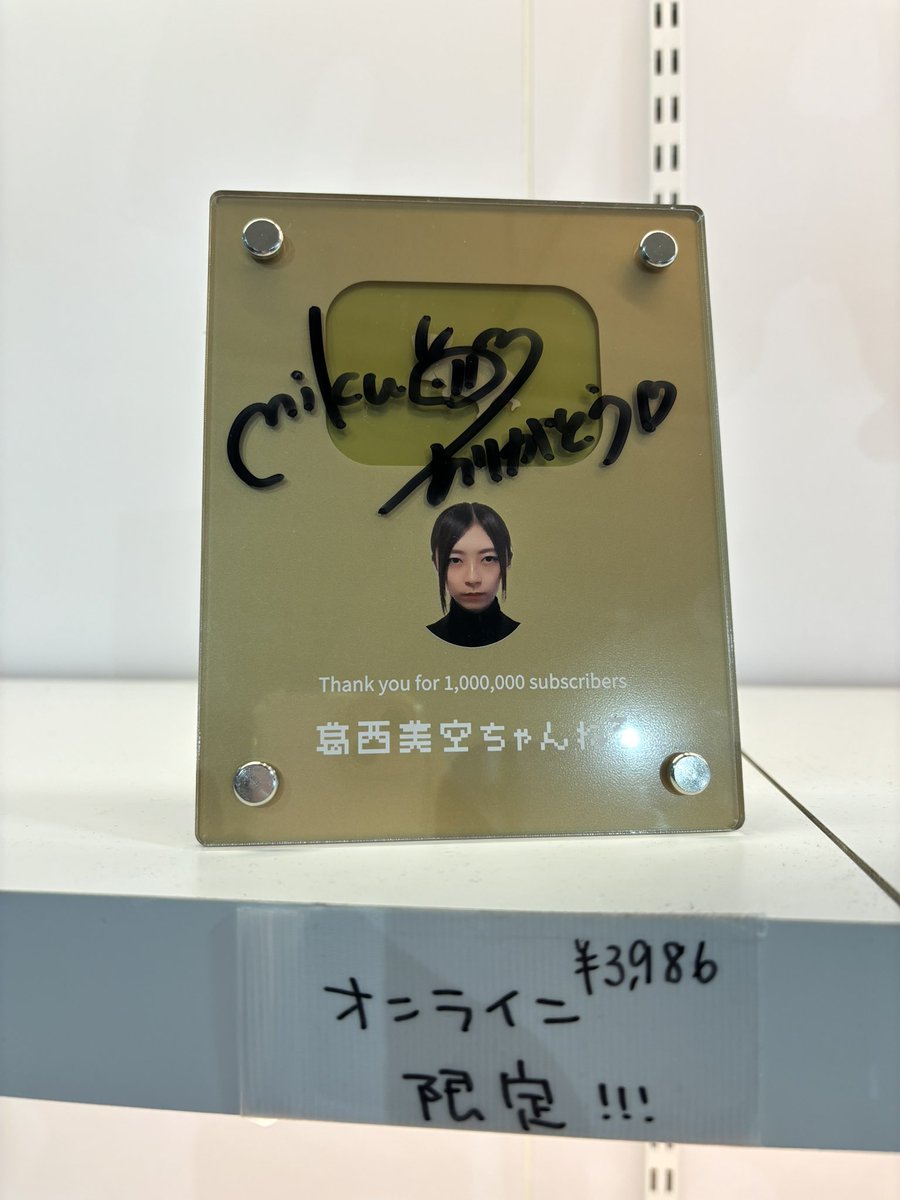 miku
ありがとう♡
Thank you for 1,000,000 subscribers
葛西美空ちゃんね
¥3,986
オンライン
限定!!!